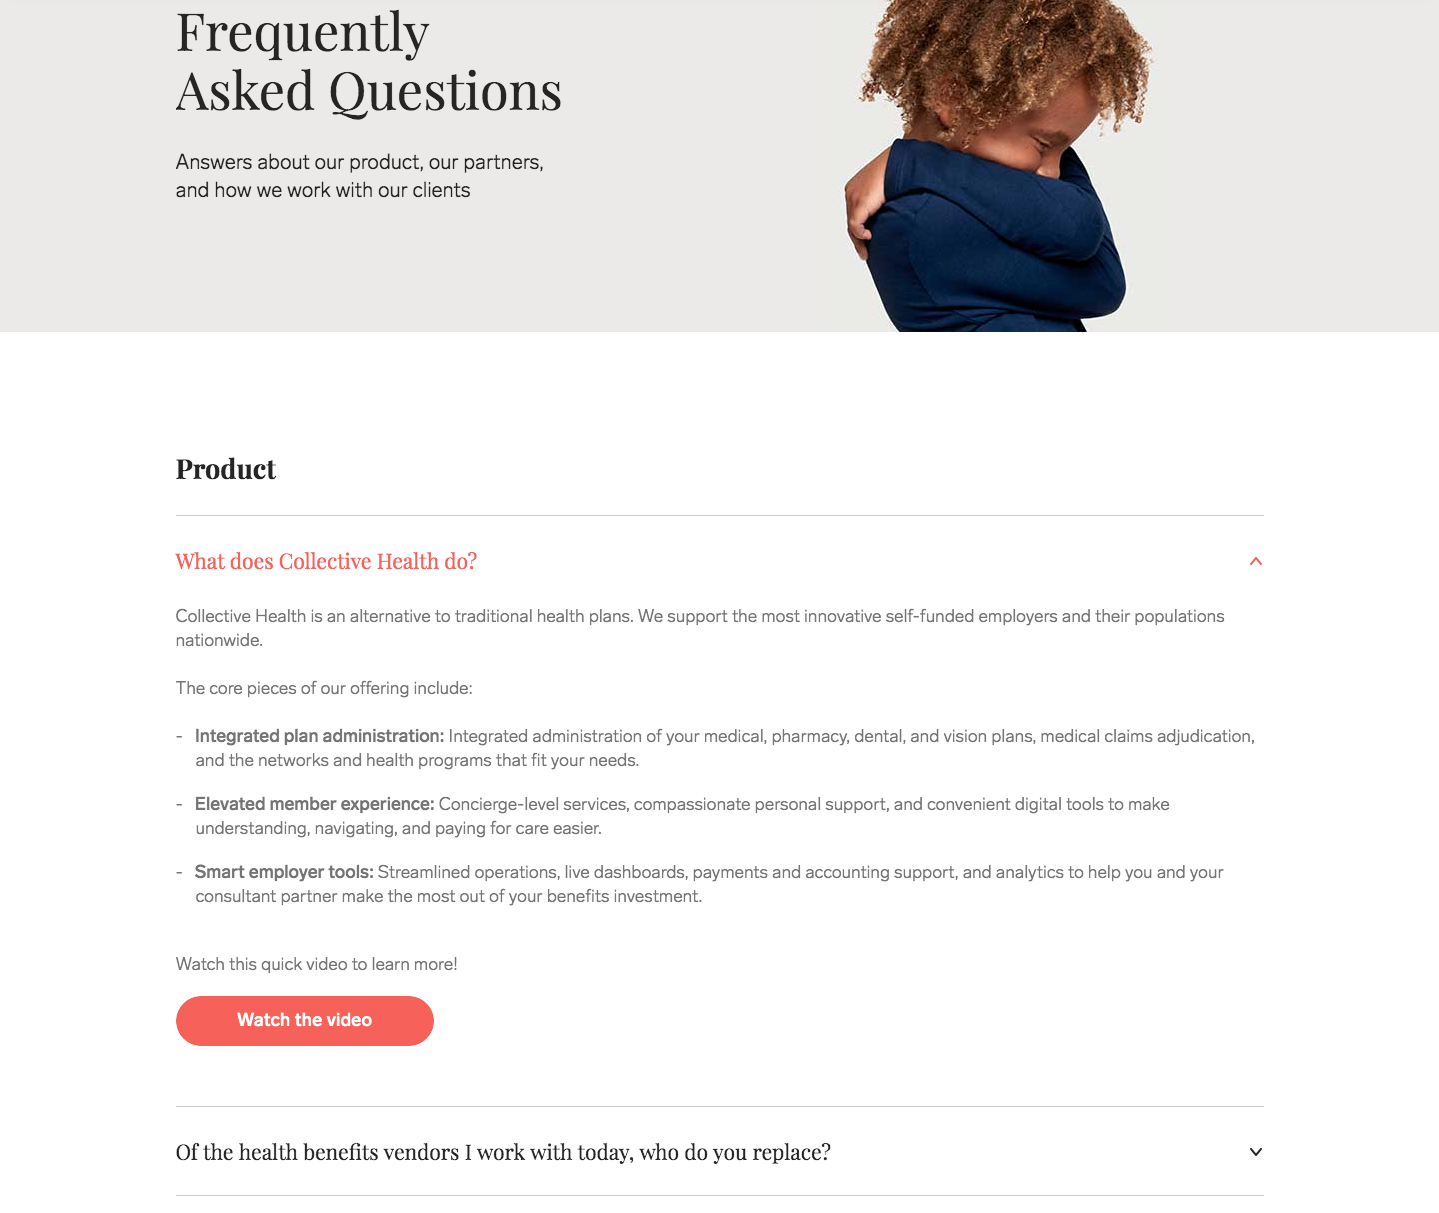 Frequently
Asked Questions
Answers about our product, our partners,
and how we work with our clients
Product
What does Collective Health do?
Collective Health is an alternative to traditional health plans. We support the most innovative self-funded employers and their populations
nationwide.
The core pieces of our offering include:
- Integrated plan administration: Integrated administration of your medical, pharmacy, dental, and vision plans, medical claims adjudication,
and the networks and health programs that fit your needs.
- Elevated member experience: Concierge-level services, compassionate personal support, and convenient digital tools to make
understanding, navigating, and paying for care easier.
- Smart employer tools: Streamlined operations, live dashboards, payments and accounting support, and analytics to help you and your
consultant partner make the most out of your benefits investment.
Watch this quick video to learn more!
Watch the video
Of the health benefits vendors I work with today, who do you replace?